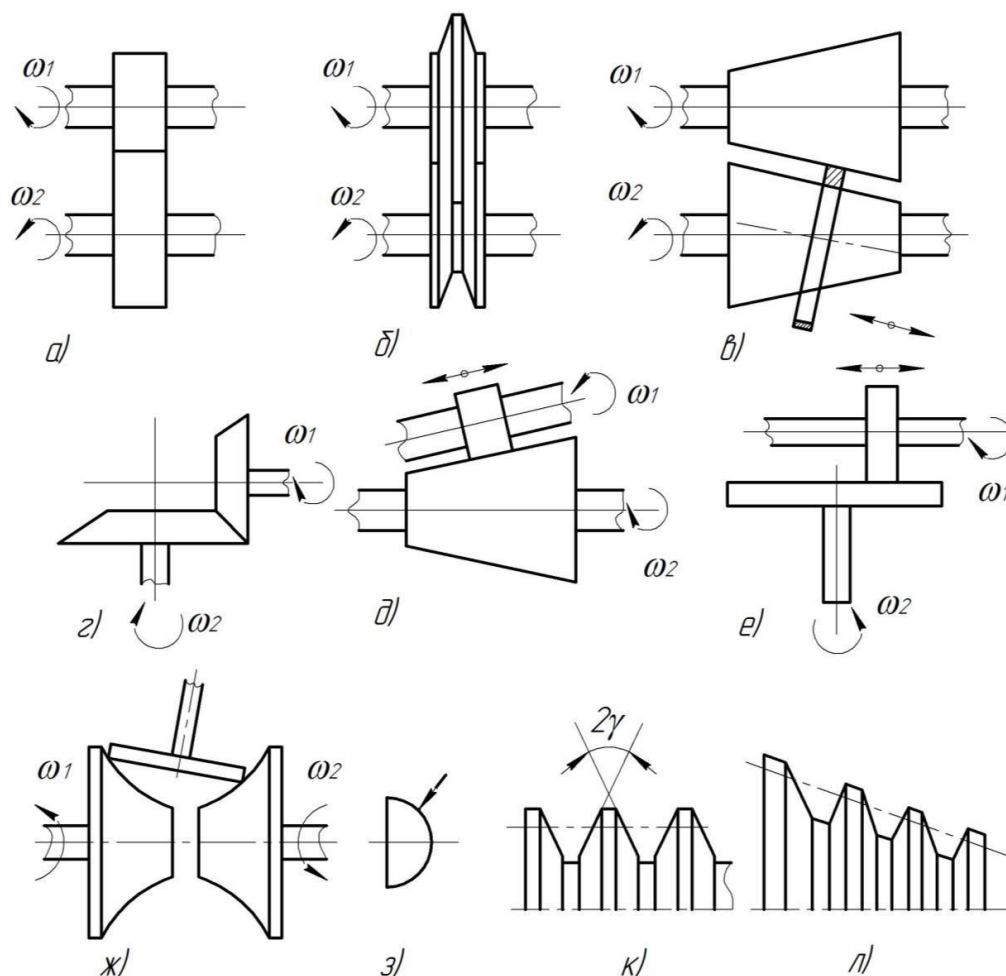 ω1 ω1 ω1
ω2 ω2 ω2
а) б) в)
ω1 ω1 ω1
г) ω2 д) ω2 е) ω2
ω1 ω2 2γ
ж) з) к) л)